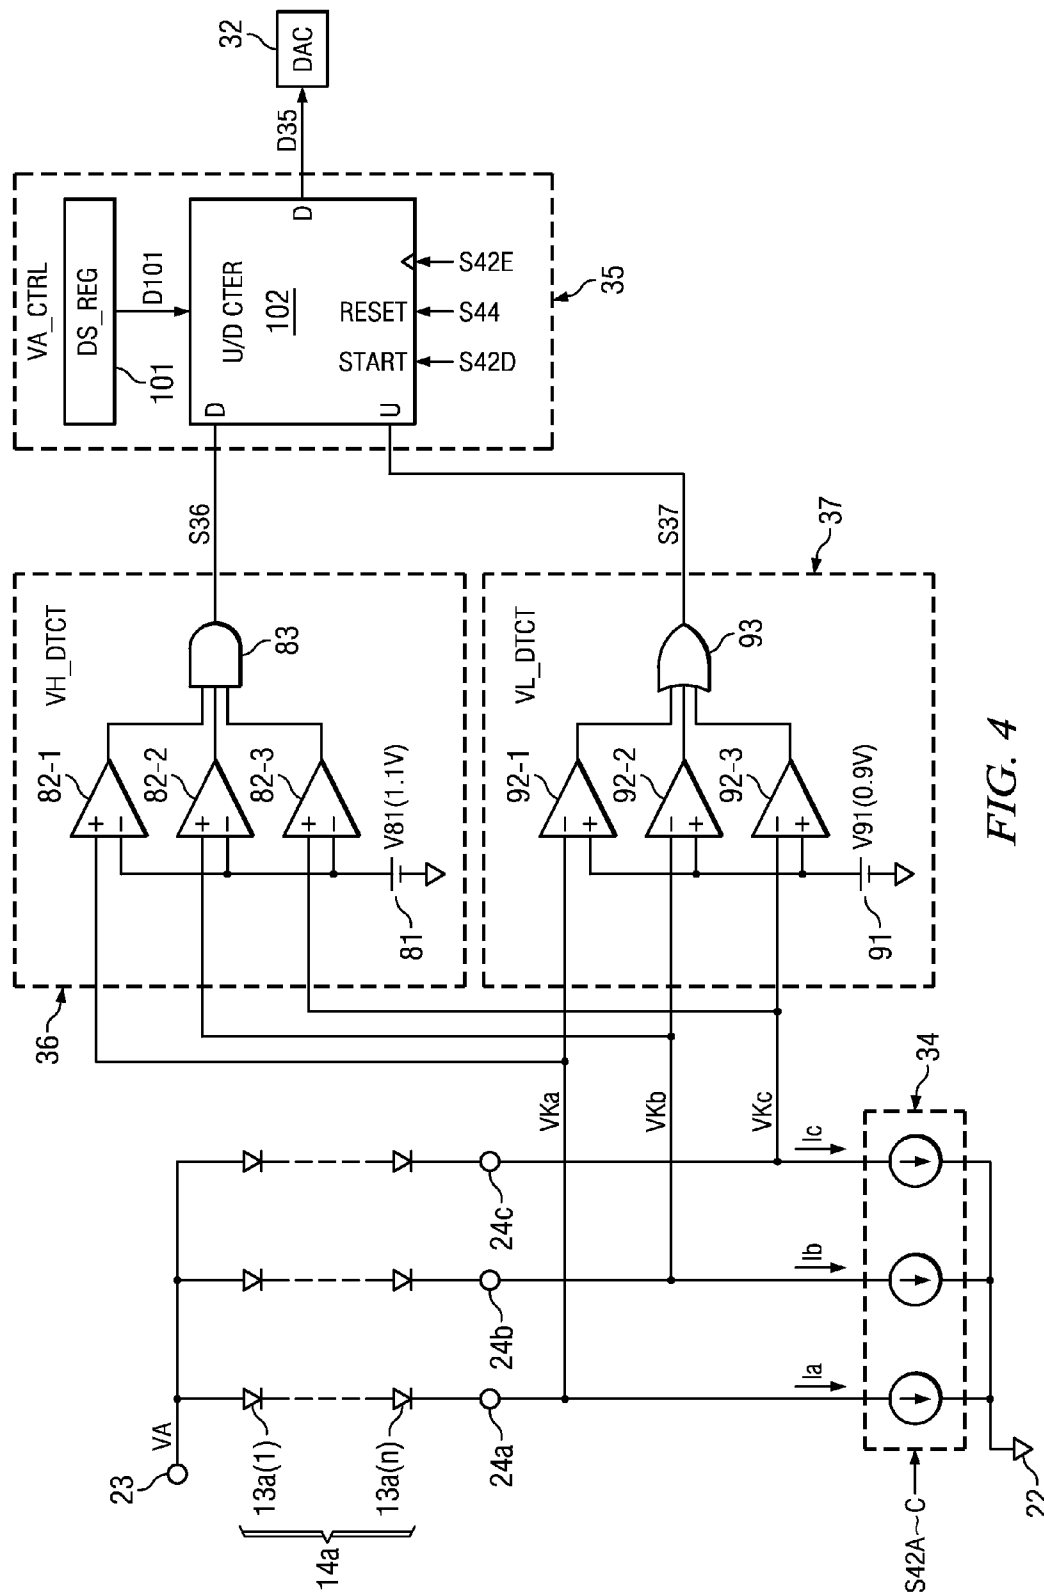 23
VA
13a(1)
13a(n)
14a
24a
24b
24c
Ia
Ib
Ic
S42A~C
22
34
VKa
VKb
VKc
36
VH_DTCT
82-1
+
−
82-2
+
−
82-3
+
−
81
V81(1.1V)
83
S36
37
VL_DTCT
92-1
−
+
92-2
−
+
92-3
−
+
91
V91(0.9V)
93
S37
VA_CTRL
DS_REG
101
D101
D
U/D CTER
102
D
U
START
RESET
S42D
S44
S42E
35
D35
32
DAC
FIG. 4